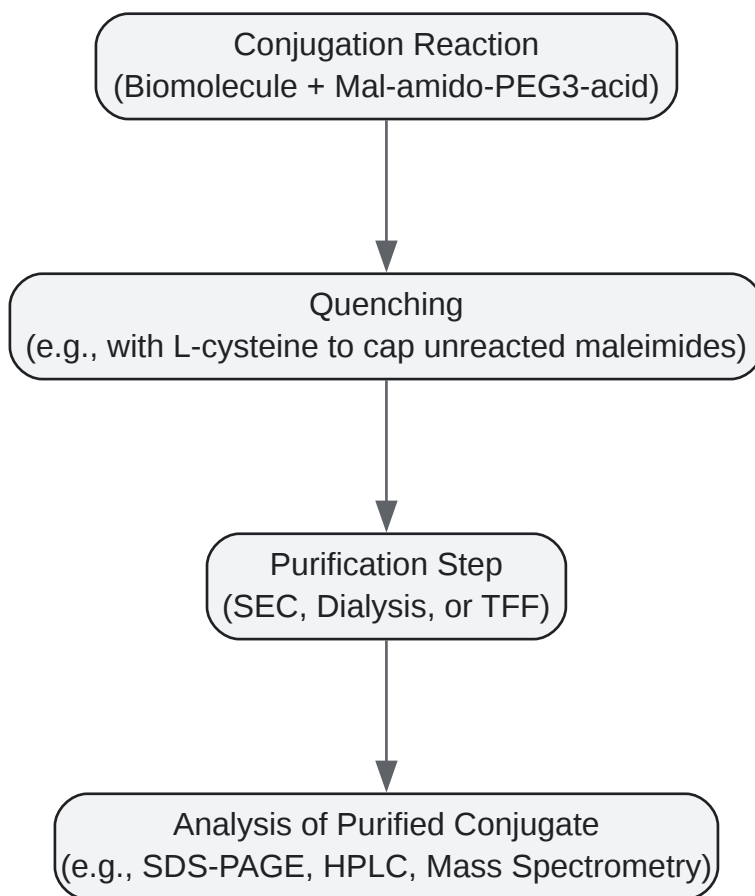 Conjugation Reaction
(Biomolecule + Mal-amido-PEG3-acid)
Quenching
(e.g., with L-cysteine to cap unreacted maleimides)
Purification Step
(SEC, Dialysis, or TFF)
Analysis of Purified Conjugate
(e.g., SDS-PAGE, HPLC, Mass Spectrometry)